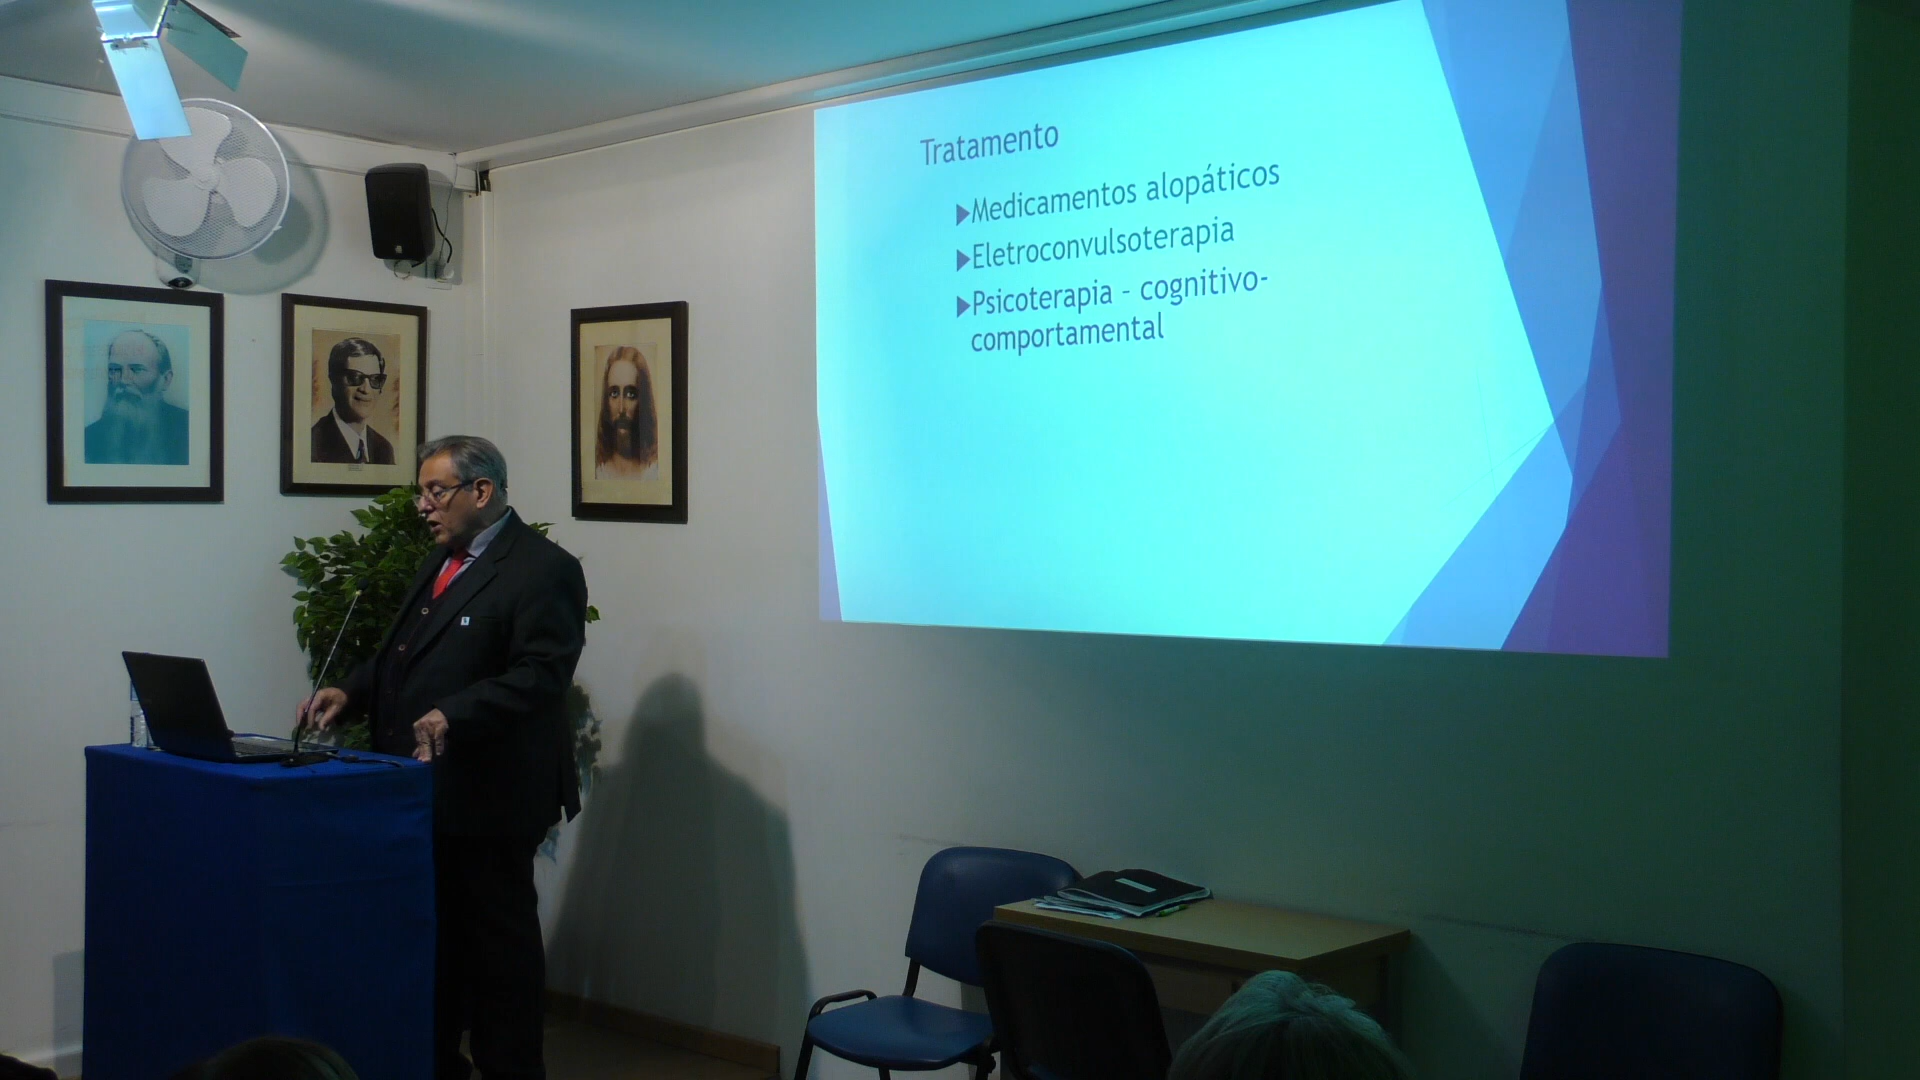 Tratamento
▶Medicamentos alopáticos
▶Eletroconvulsoterapia
▶Psicoterapia – cognitivo-
comportamental